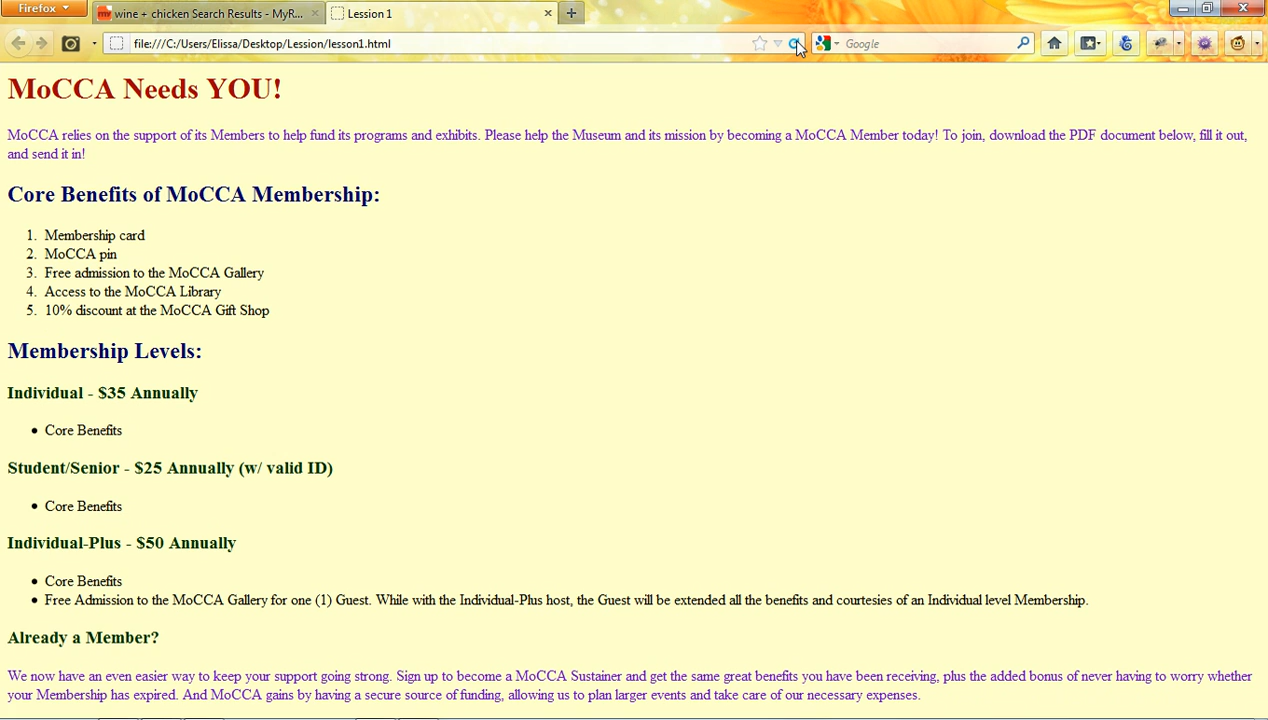 Firefox
wine + chicken Search Results - MyR...
Lession 1
file:///C:/Users/Elissa/Desktop/Lession/lesson1.html
Google
MoCCA Needs YOU!
MoCCA relies on the support of its Members to help fund its programs and exhibits. Please help the Museum and its mission by becoming a MoCCA Member today! To join, download the PDF document below, fill it out,
and send it in!
Core Benefits of MoCCA Membership:
1. Membership card
2. MoCCA pin
3. Free admission to the MoCCA Gallery
4. Access to the MoCCA Library
5. 10% discount at the MoCCA Gift Shop
Membership Levels:
Individual - $35 Annually
• Core Benefits
Student/Senior - $25 Annually (w/ valid ID)
• Core Benefits
Individual-Plus - $50 Annually
• Core Benefits
• Free Admission to the MoCCA Gallery for one (1) Guest. While with the Individual-Plus host, the Guest will be extended all the benefits and courtesies of an Individual level Membership.
Already a Member?
We now have an even easier way to keep your support going strong. Sign up to become a MoCCA Sustainer and get the same great benefits you have been receiving, plus the added bonus of never having to worry whether
your Membership has expired. And MoCCA gains by having a secure source of funding, allowing us to plan larger events and take care of our necessary expenses.